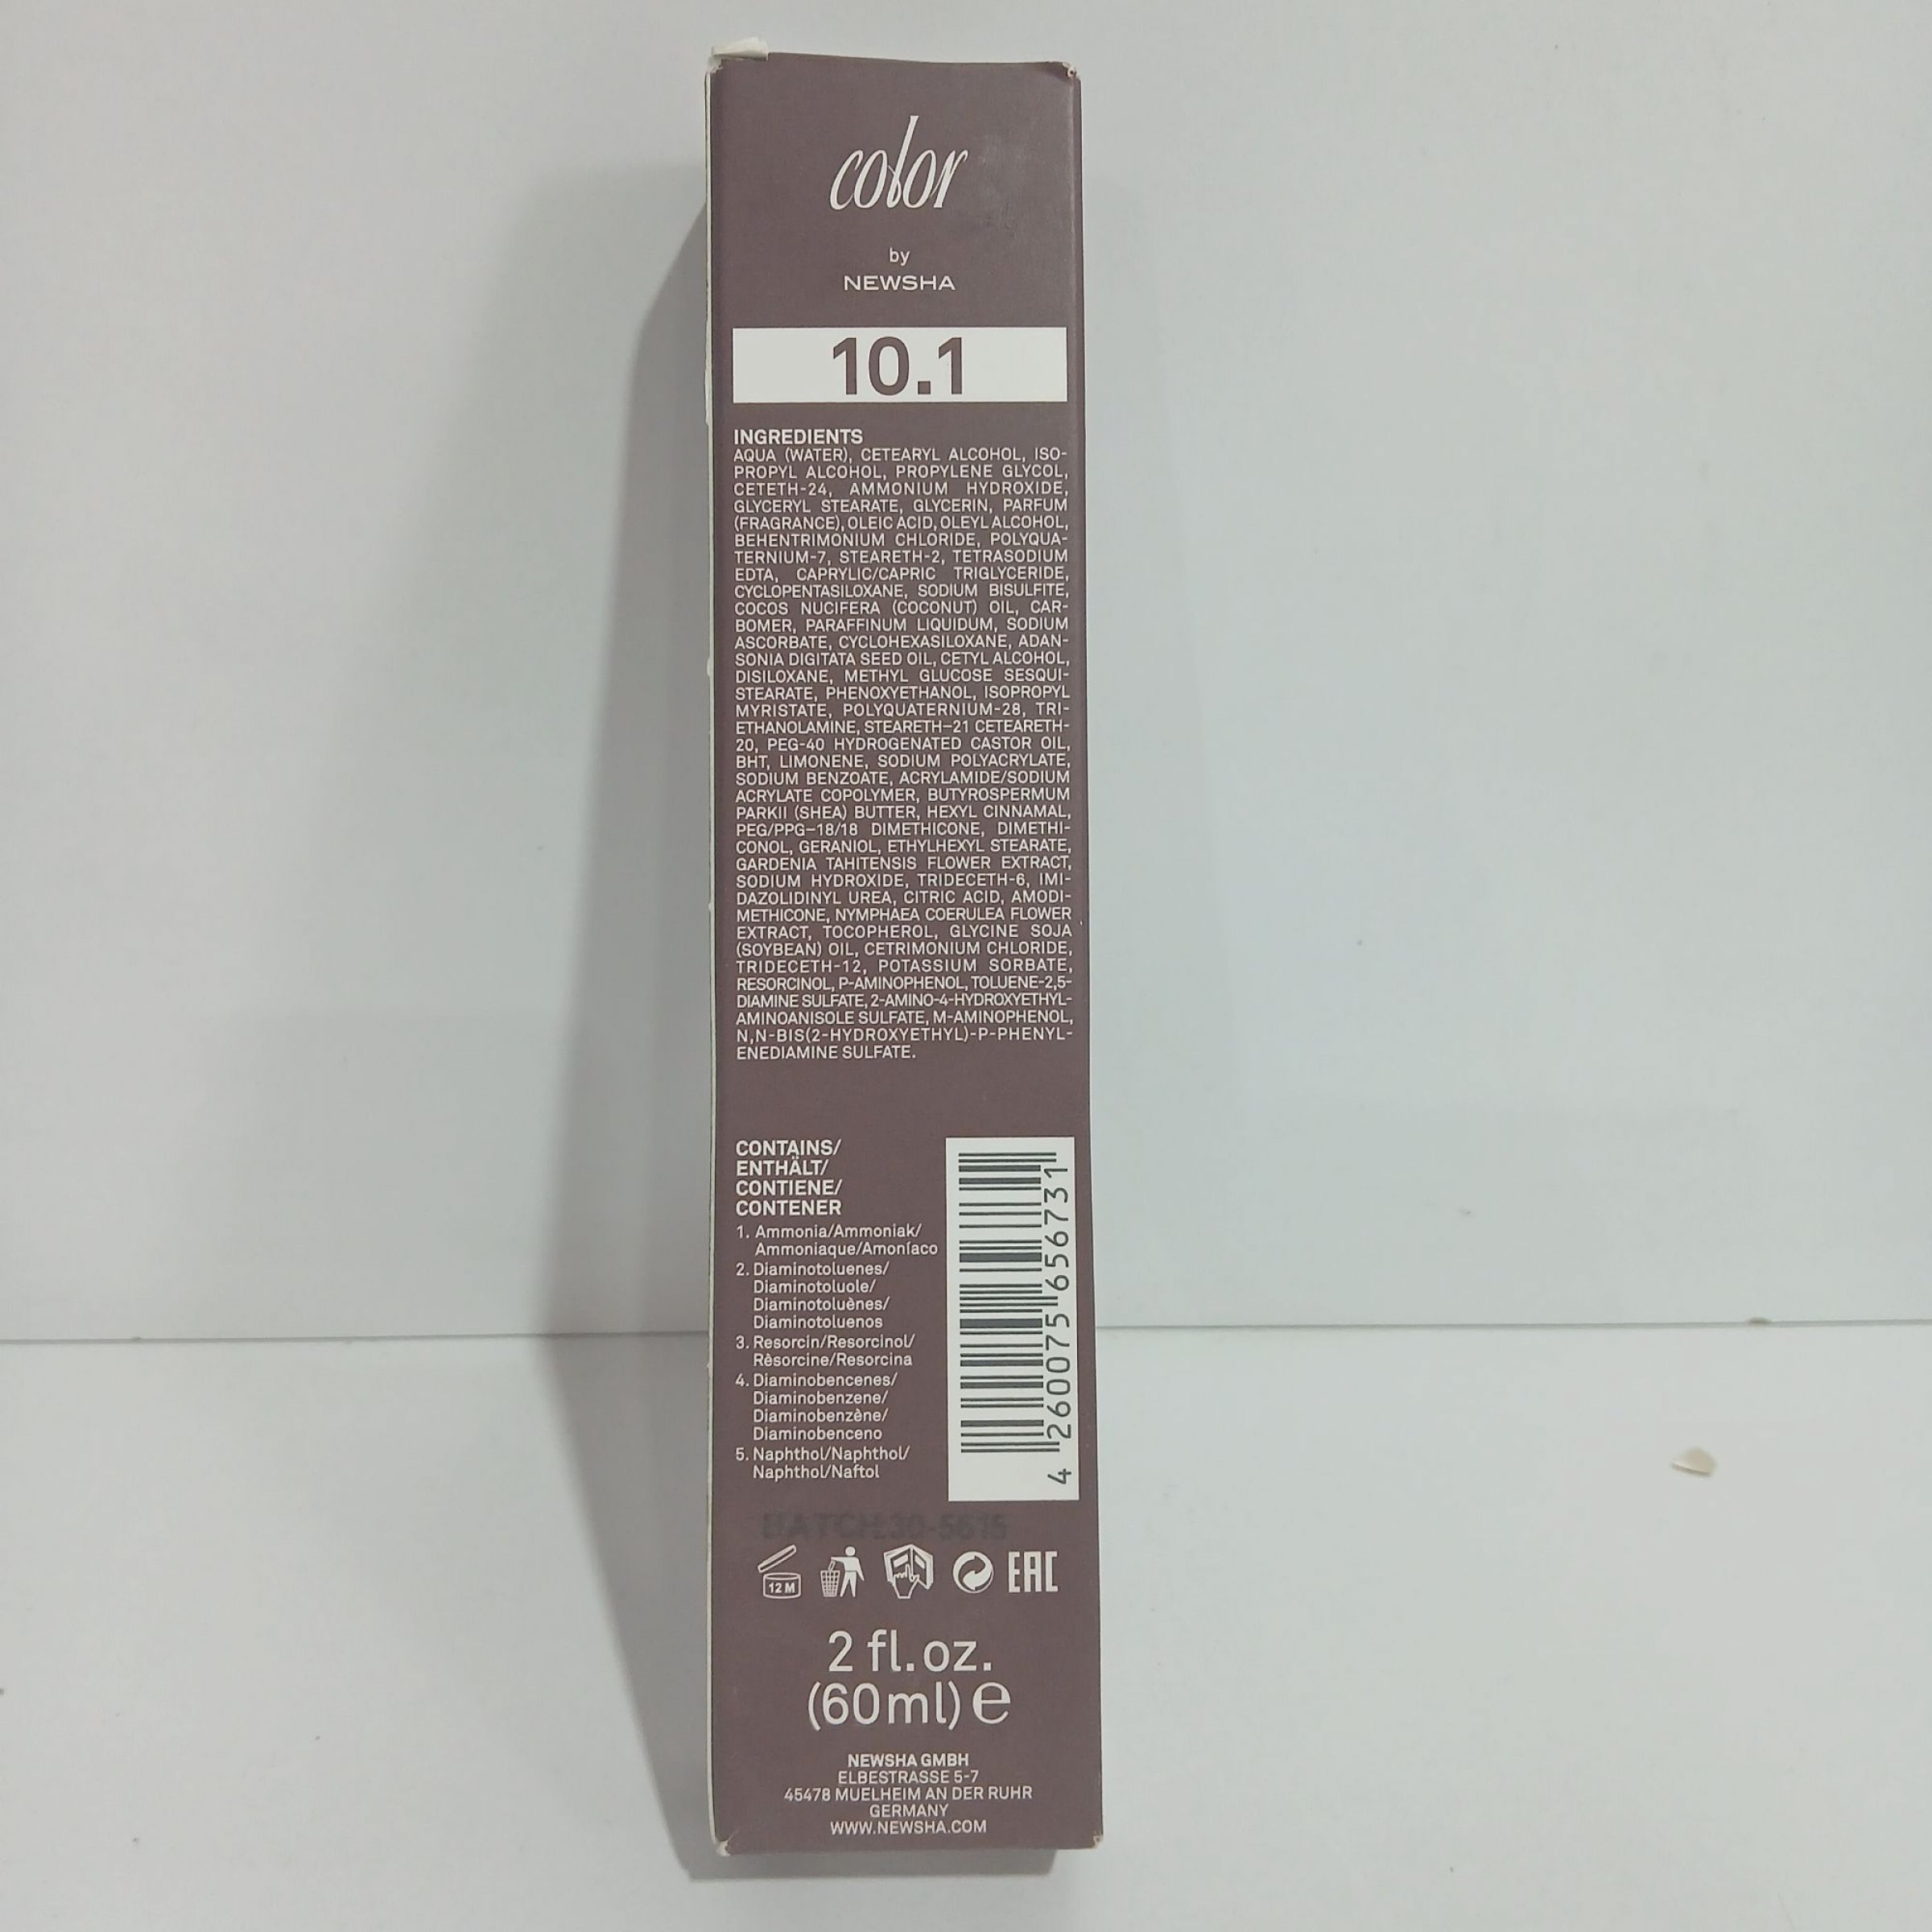 color
by
NEWSHA
10.1
INGREDIENTS
AQUA (WATER), CETEARYL ALCOHOL, ISO-
PROPYL ALCOHOL, PROPYLENE GLYCOL,
CETETH-24, AMMONIUM HYDROXIDE,
GLYCERYL STEARATE, GLYCERIN, PARFUM
(FRAGRANCE), OLEIC ACID, OLEYL ALCOHOL,
BEHENTRIMONIUM CHLORIDE, POLYQUA-
TERNIUM-7, STEARETH-2, TETRASODIUM
EDTA, CAPRYLIC/CAPRIC TRIGLYCERIDE,
CYCLOPENTASILOXANE, SODIUM BISULFITE,
COCOS NUCIFERA (COCONUT) OIL, CAR-
BOMER, PARAFFINUM LIQUIDUM, SODIUM
ASCORBATE, CYCLOHEXASILOXANE, ADAN-
SONIA DIGITATA SEED OIL, CETYL ALCOHOL,
DISILOXANE, METHYL GLUCOSE SESQUI-
STEARATE, PHENOXYETHANOL, ISOPROPYL
MYRISTATE, POLYQUATERNIUM-28, TRI-
ETHANOLAMINE, STEARETH–21 CETEARETH-
20, PEG-40 HYDROGENATED CASTOR OIL,
BHT, LIMONENE, SODIUM POLYACRYLATE,
SODIUM BENZOATE, ACRYLAMIDE/SODIUM
ACRYLATE COPOLYMER, BUTYROSPERMUM
PARKII (SHEA) BUTTER, HEXYL CINNAMAL,
PEG/PPG–18/18 DIMETHICONE, DIMETHI-
CONOL, GERANIOL, ETHYLHEXYL STEARATE,
GARDENIA TAHITENSIS FLOWER EXTRACT,
SODIUM HYDROXIDE, TRIDECETH-6, IMI-
DAZOLIDINYL UREA, CITRIC ACID, AMODI-
METHICONE, NYMPHAEA COERULEA FLOWER
EXTRACT, TOCOPHEROL, GLYCINE SOJA
(SOYBEAN) OIL, CETRIMONIUM CHLORIDE,
TRIDECETH-12, POTASSIUM SORBATE,
RESORCINOL, P-AMINOPHENOL, TOLUENE-2,5-
DIAMINE SULFATE, 2-AMINO-4-HYDROXYETHYL-
AMINOANISOLE SULFATE, M-AMINOPHENOL,
N,N-BIS(2-HYDROXYETHYL)-P-PHENYL-
ENEDIAMINE SULFATE.
CONTAINS/
ENTHÄLT/
CONTIENE/
CONTENER
1. Ammonia/Ammoniak/
Ammoniaque/Amoníaco
2. Diaminotoluenes/
Diaminotoluole/
Diaminotoluènes/
Diaminotoluenos
3. Resorcin/Resorcinol/
Rèsorcine/Resorcina
4. Diaminobencenes/
Diaminobenzene/
Diaminobenzène/
Diaminobenceno
5. Naphthol/Naphthol/
Naphthol/Naftol
4 260075 656731
BATCH:30-5615
12 M
EAC
2 fl.oz.
(60ml) e
NEWSHA GMBH
ELBESTRASSE 5-7
45478 MUELHEIM AN DER RUHR
GERMANY
WWW.NEWSHA.COM